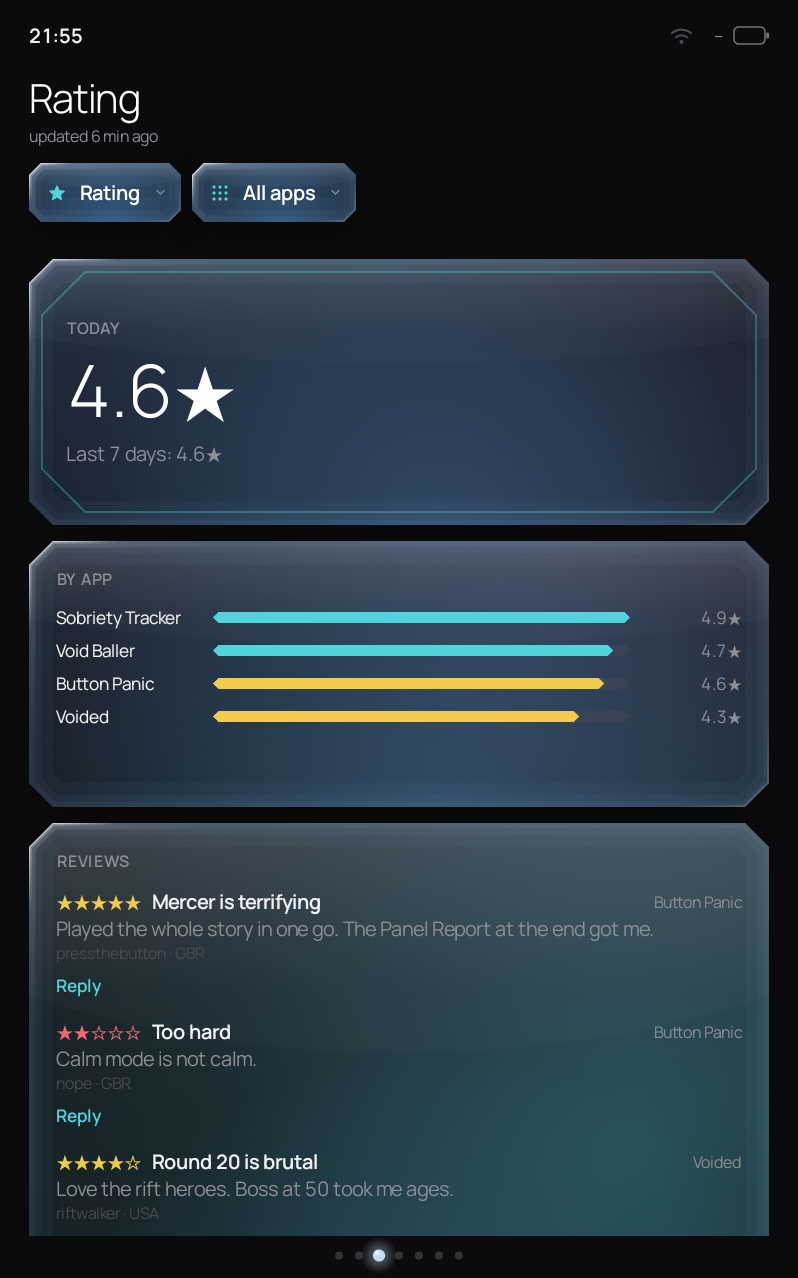 21:55
–
Rating
updated 6 min ago
Rating
All apps
TODAY
4.6★
Last 7 days: 4.6★
BY APP
Sobriety Tracker 4.9★
Void Baller 4.7★
Button Panic 4.6★
Voided 4.3★
REVIEWS
★★★★★ Mercer is terrifying Button Panic
Played the whole story in one go. The Panel Report at the end got me.
pressthebutton · GBR
Reply
★★☆☆☆ Too hard Button Panic
Calm mode is not calm.
nope · GBR
Reply
★★★★☆ Round 20 is brutal Voided
Love the rift heroes. Boss at 50 took me ages.
riftwalker · USA